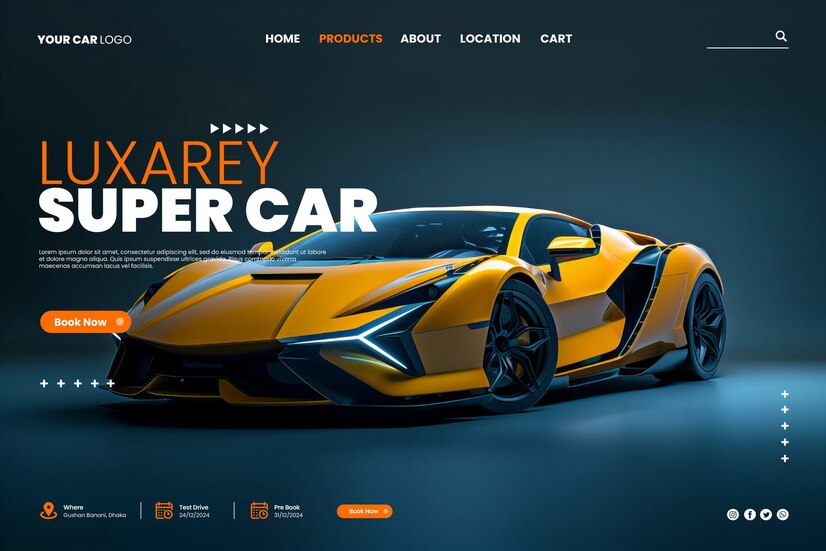 YOUR CAR LOGO
HOME PRODUCTS ABOUT LOCATION CART
LUXAREY
SUPER CAR
Lorem ipsum dolor sit amet, consectetur adipiscing elit, sed do eiusmod tempor incididunt ut labore
et dolore magna aliqua. Quis ipsum suspendisse ultrices gravida. Risus commodo viverra
maecenas accumsan lacus vel facilisis.
Book Now
Where
Gushan Banani, Dhaka
Test Drive
24/12/2024
Pre Book
31/12/2024
Book Now